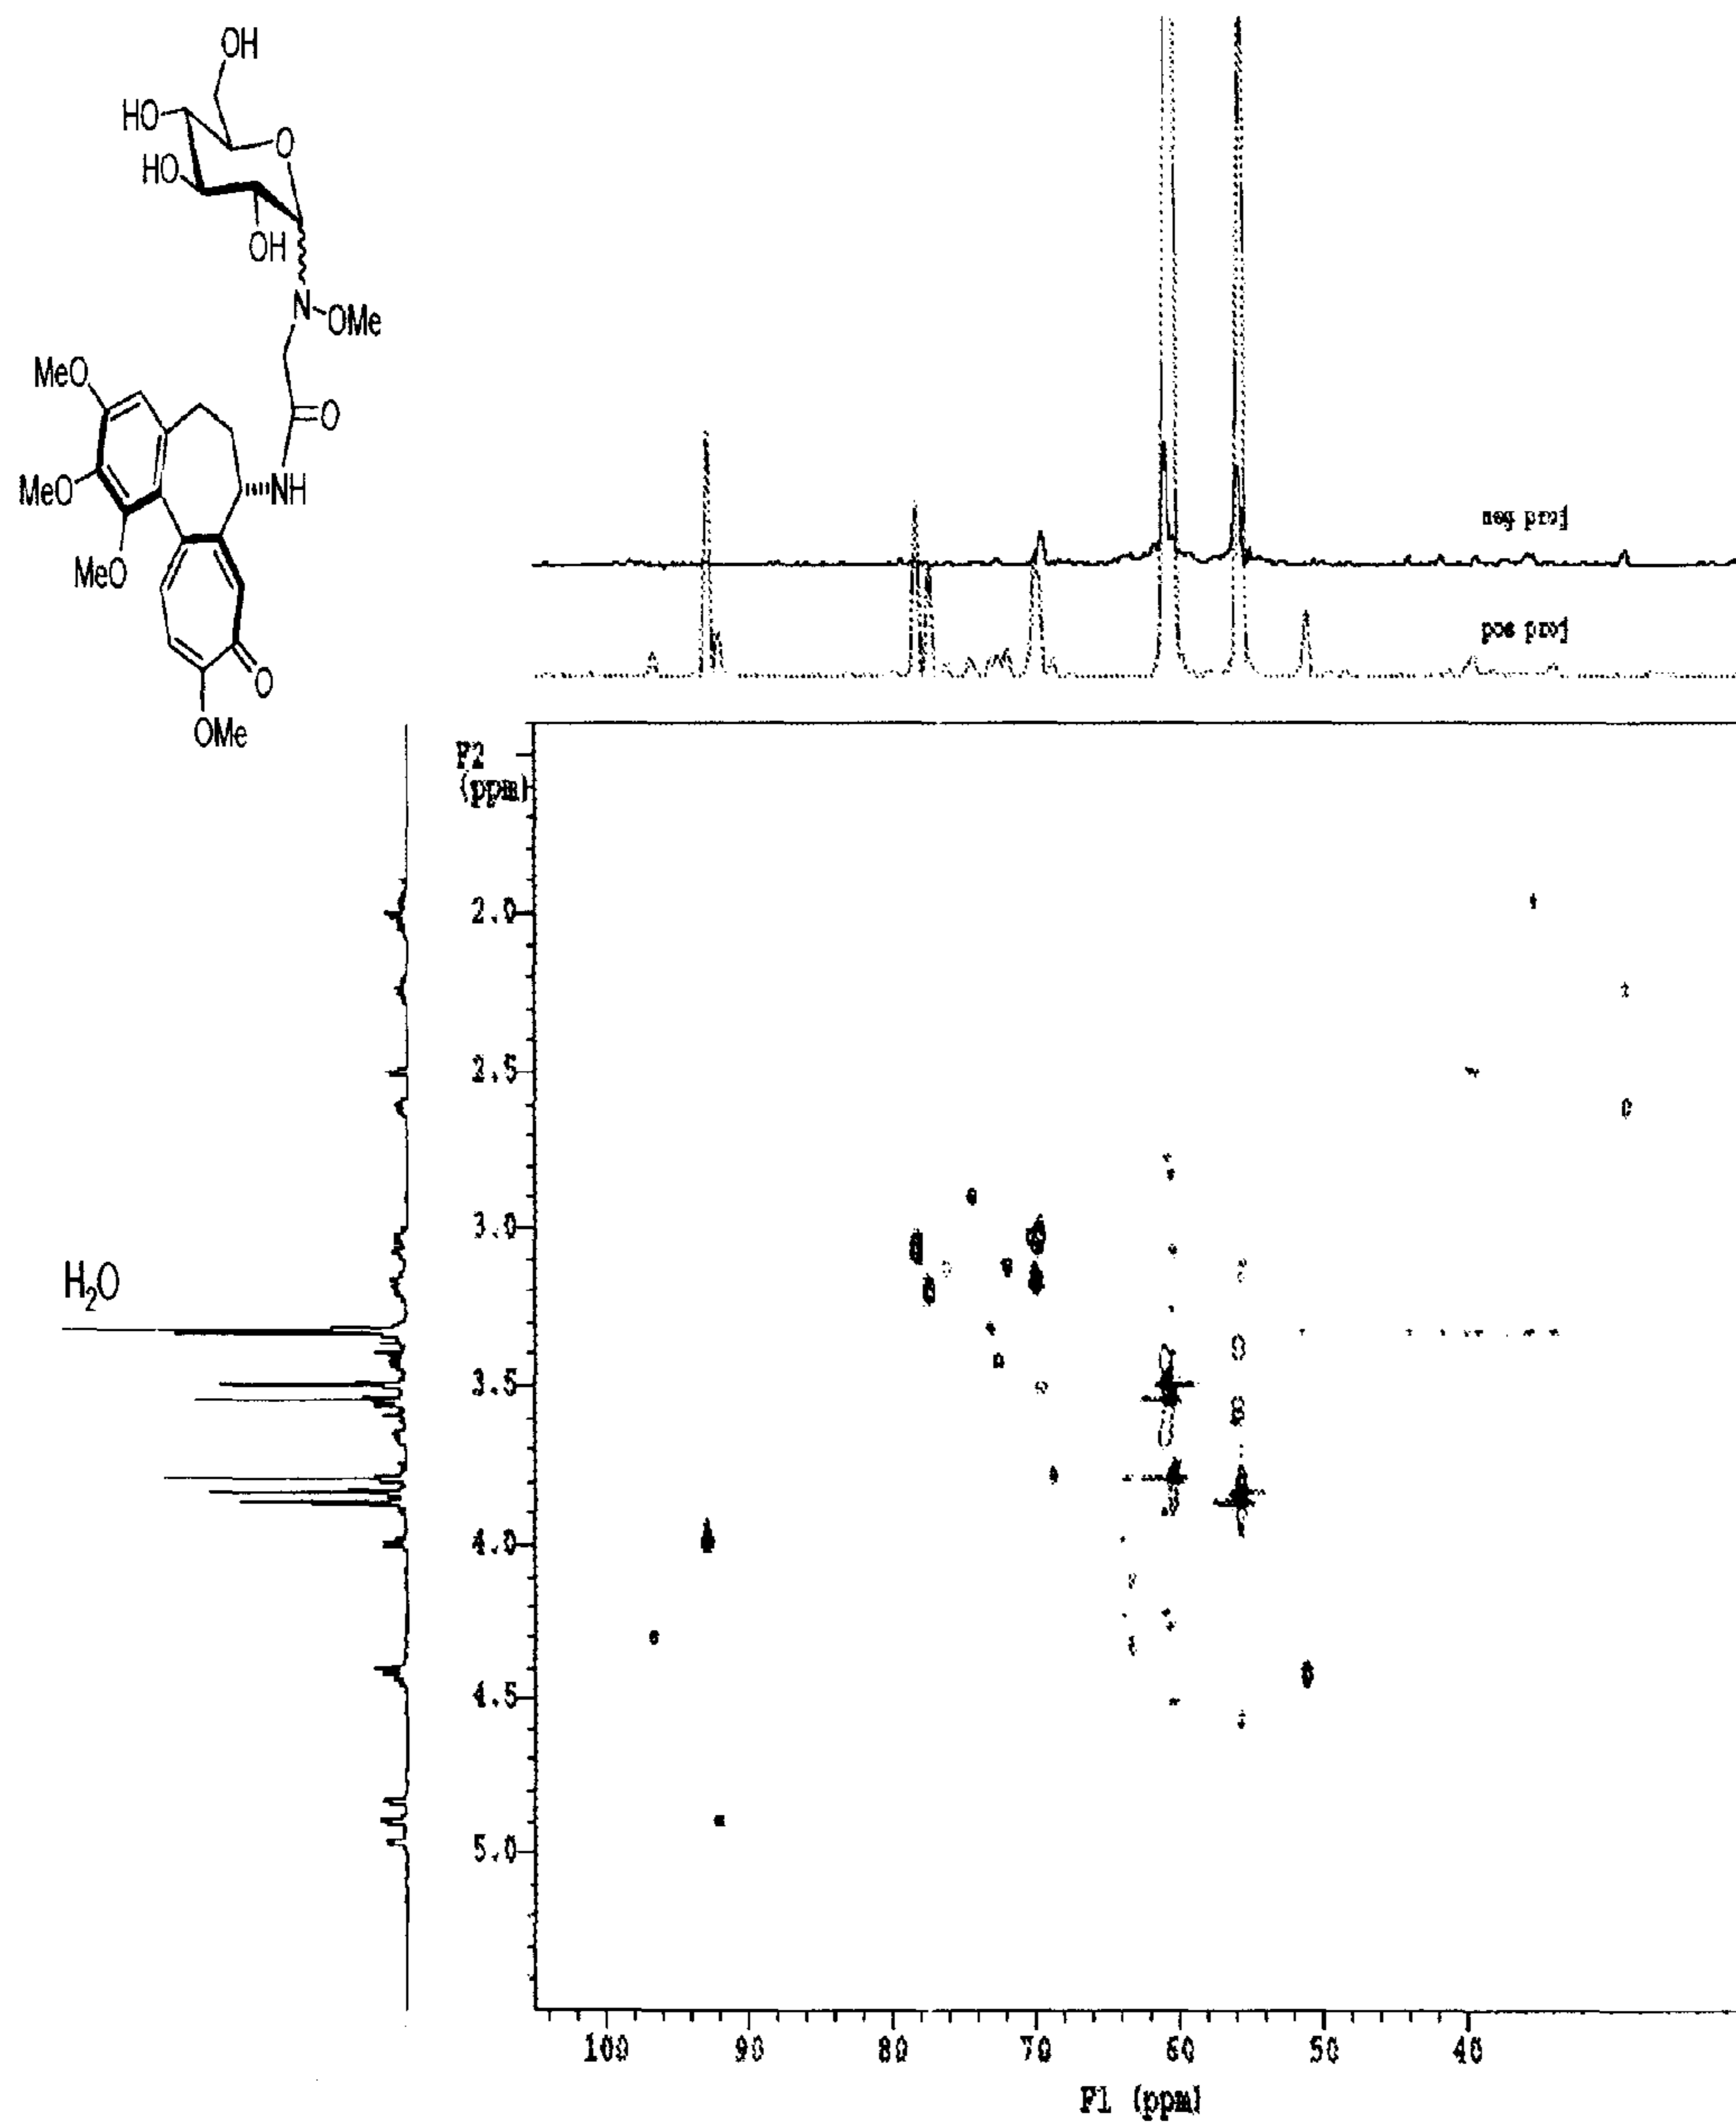 OH
HO
O
HO
OH
N-OMe
MeO
O
MeO
NH
MeO
O
OMe
neg proj
pos proj
F2
(ppm)
2.0
2.5
3.0
H₂O
3.5
4.0
4.5
5.0
100 90 80 70 60 50 40
F1 (ppm)